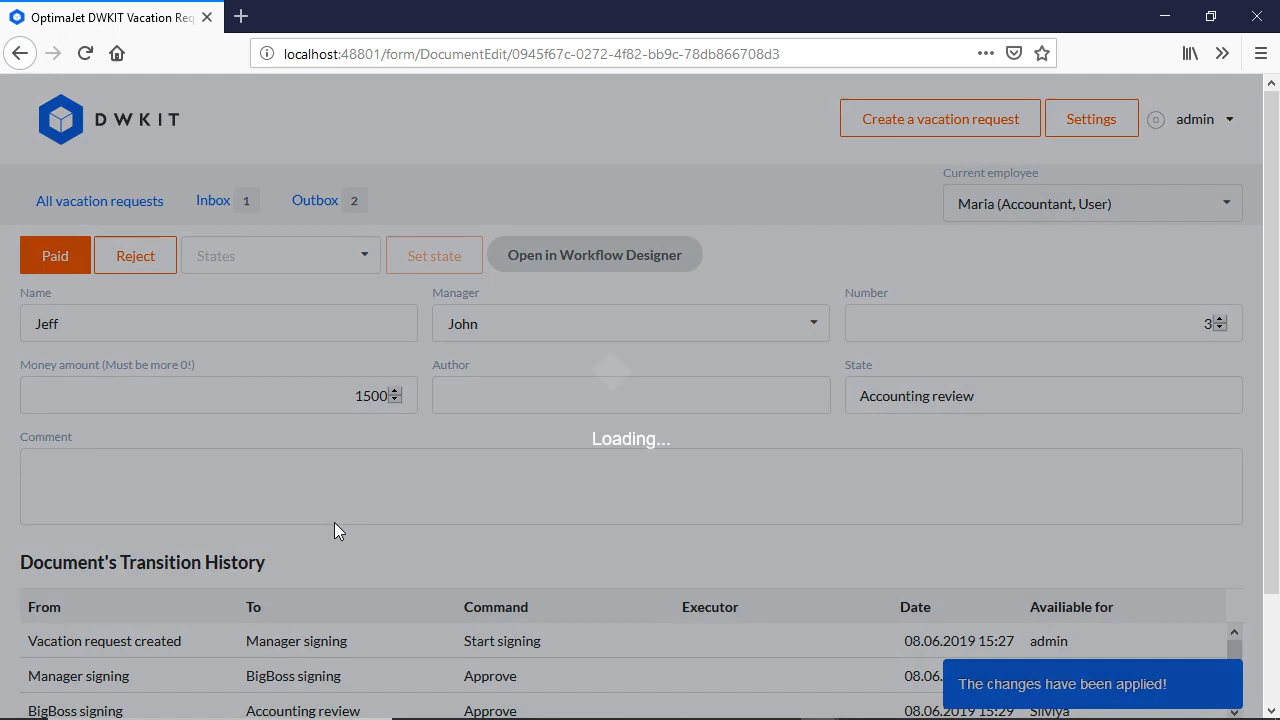 OptimaJet DWKIT Vacation Req
localhost:48801/form/DocumentEdit/0945f67c-0272-4f82-bb9c-78db866708d3
DWKIT
Create a vacation request
Settings
admin
All vacation requests
Inbox 1
Outbox 2
Current employee
Maria (Accountant, User)
Paid
Reject
States
Set state
Open in Workflow Designer
Name
Manager
Number
Jeff
John
3
Money amount (Must be more 0!)
Author
State
1500
Accounting review
Loading...
Comment
Document's Transition History
From To Command Executor Date Availiable for
Vacation request created Manager signing Start signing 08.06.2019 15:27 admin
Manager signing BigBoss signing Approve 08.06.
The changes have been applied!
BigBoss signing Accounting review Approve 08.06.2019 15:29 Silviya